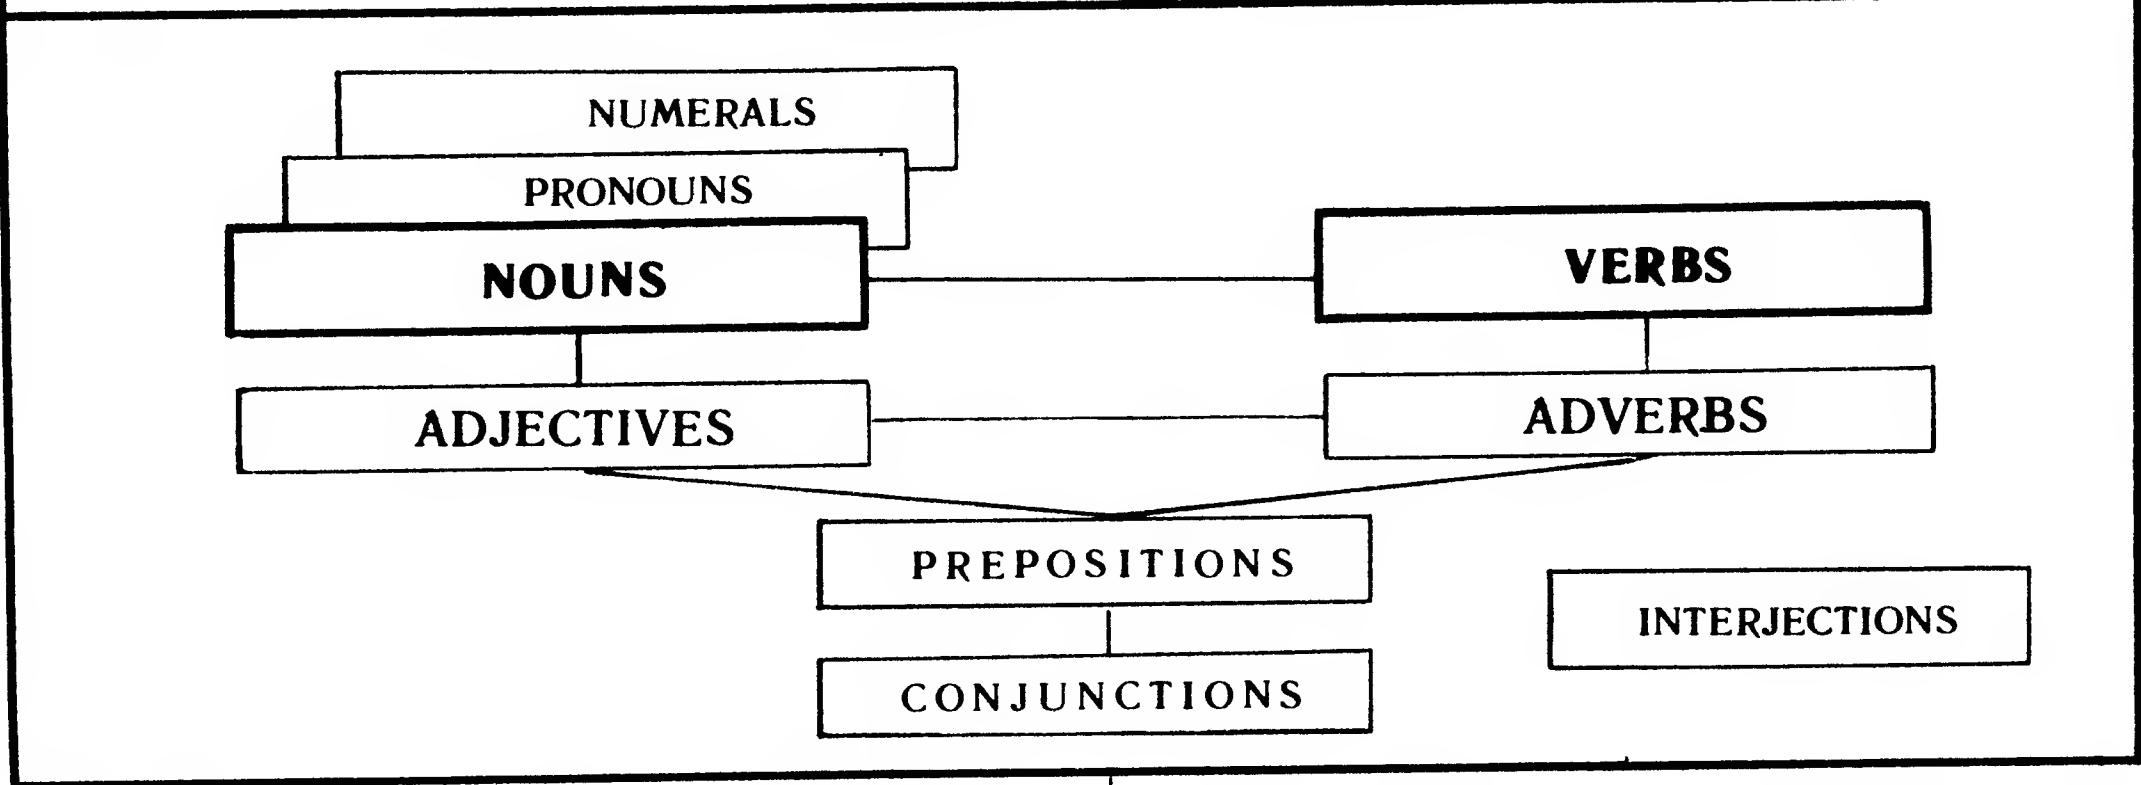 NUMERALS
PRONOUNS
NOUNS
VERBS
ADJECTIVES
ADVERBS
PREPOSITIONS
INTERJECTIONS
CONJUNCTIONS